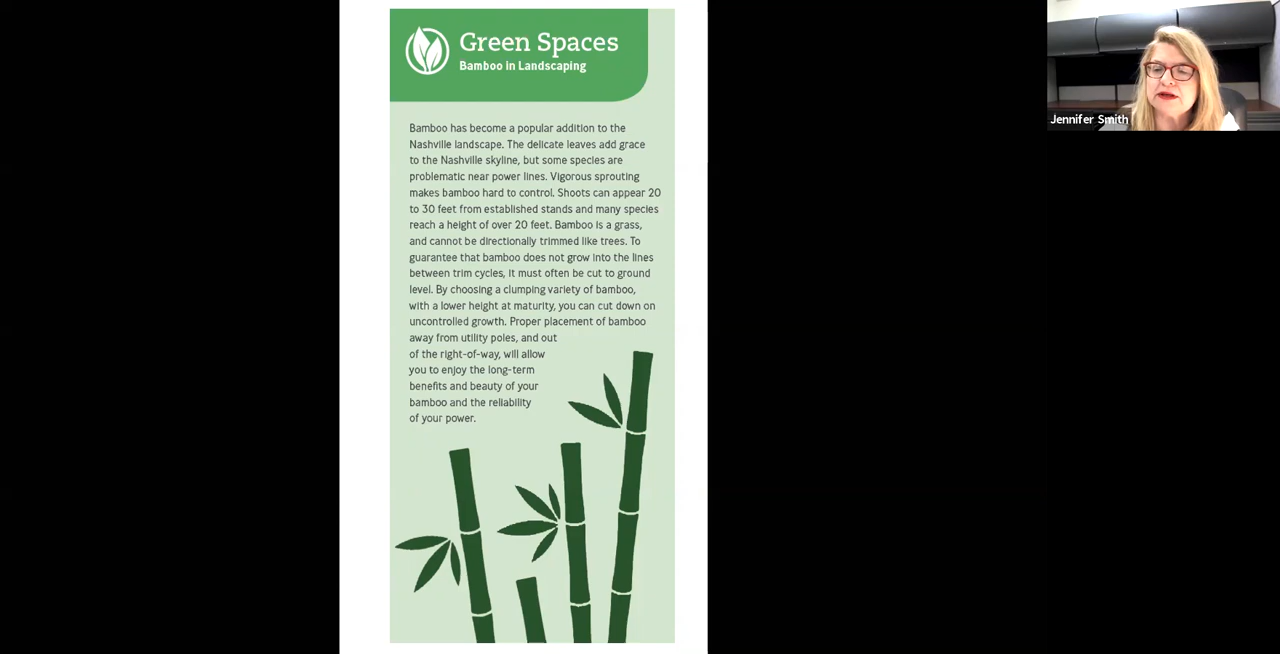 Green Spaces
Bamboo in Landscaping
Jennifer Smith
Bamboo has become a popular addition to the
Nashville landscape. The delicate leaves add grace
to the Nashville skyline, but some species are
problematic near power lines. Vigorous sprouting
makes bamboo hard to control. Shoots can appear 20
to 30 feet from established stands and many species
reach a height of over 20 feet. Bamboo is a grass,
and cannot be directionally trimmed like trees. To
guarantee that bamboo does not grow into the lines
between trim cycles, it must often be cut to ground
level. By choosing a clumping variety of bamboo,
with a lower height at maturity, you can cut down on
uncontrolled growth. Proper placement of bamboo
away from utility poles, and out
of the right-of-way, will allow
you to enjoy the long-term
benefits and beauty of your
bamboo and the reliability
of your power.